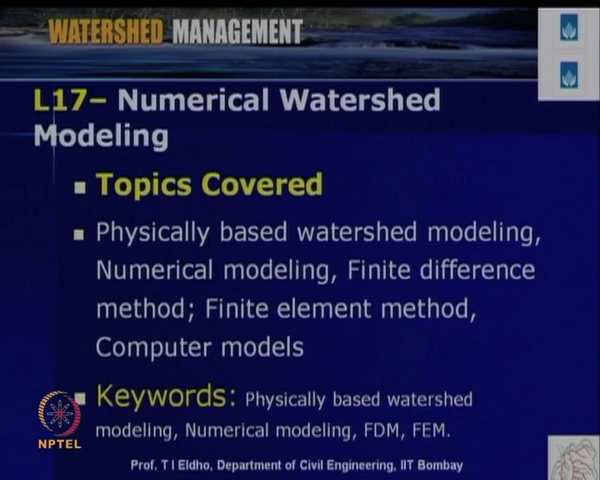 WATERSHED MANAGEMENT
L17– Numerical Watershed
Modeling
Topics Covered
Physically based watershed modeling,
Numerical modeling, Finite difference
method; Finite element method,
Computer models
Keywords: Physically based watershed
modeling, Numerical modeling, FDM, FEM.
NPTEL
Prof. T I Eldho, Department of Civil Engineering, IIT Bombay